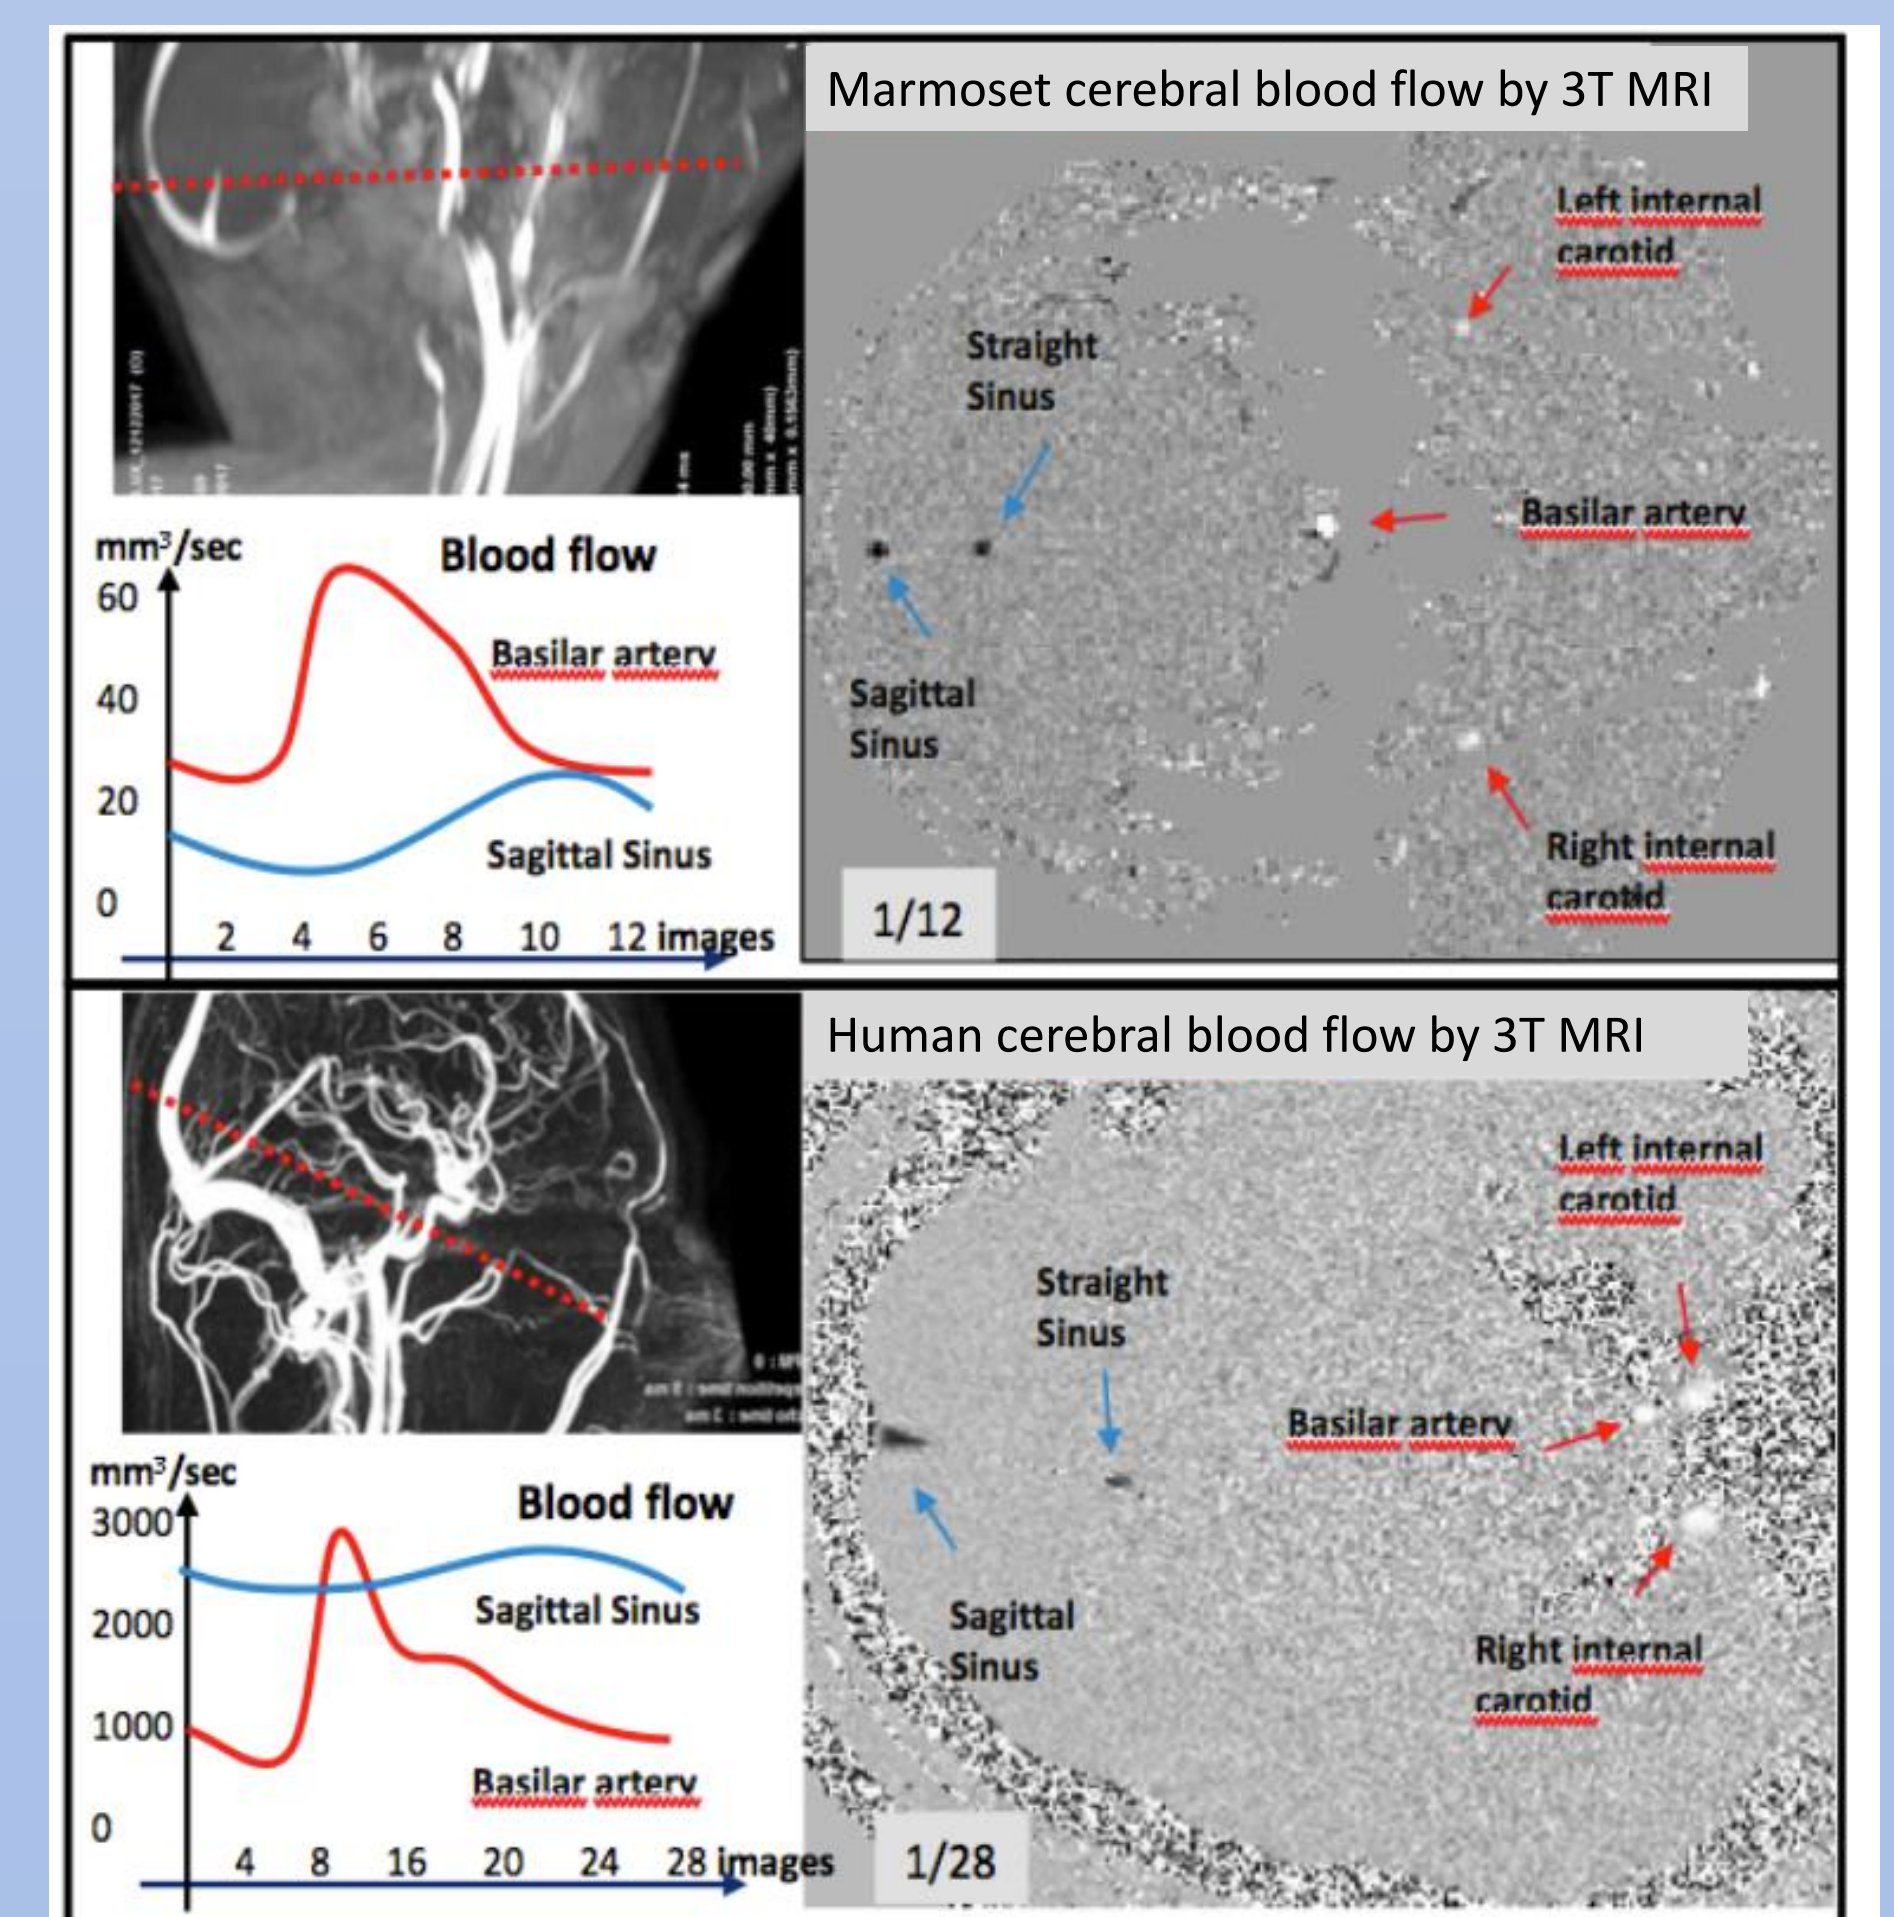 Marmoset cerebral blood flow by 3T MRI
Left internal
carotid
Straight
Sinus
Basilar artery
Sagittal
Sinus
Right internal
carotid
1/12
mm³/sec
Blood flow
60
40
20
0
Basilar artery
Sagittal Sinus
2 4 6 8 10 12 images
Human cerebral blood flow by 3T MRI
Left internal
carotid
Straight
Sinus
Basilar artery
Sagittal
Sinus
Right internal
carotid
1/28
mm³/sec
Blood flow
3000
2000
1000
0
Sagittal Sinus
Basilar artery
4 8 16 20 24 28 images